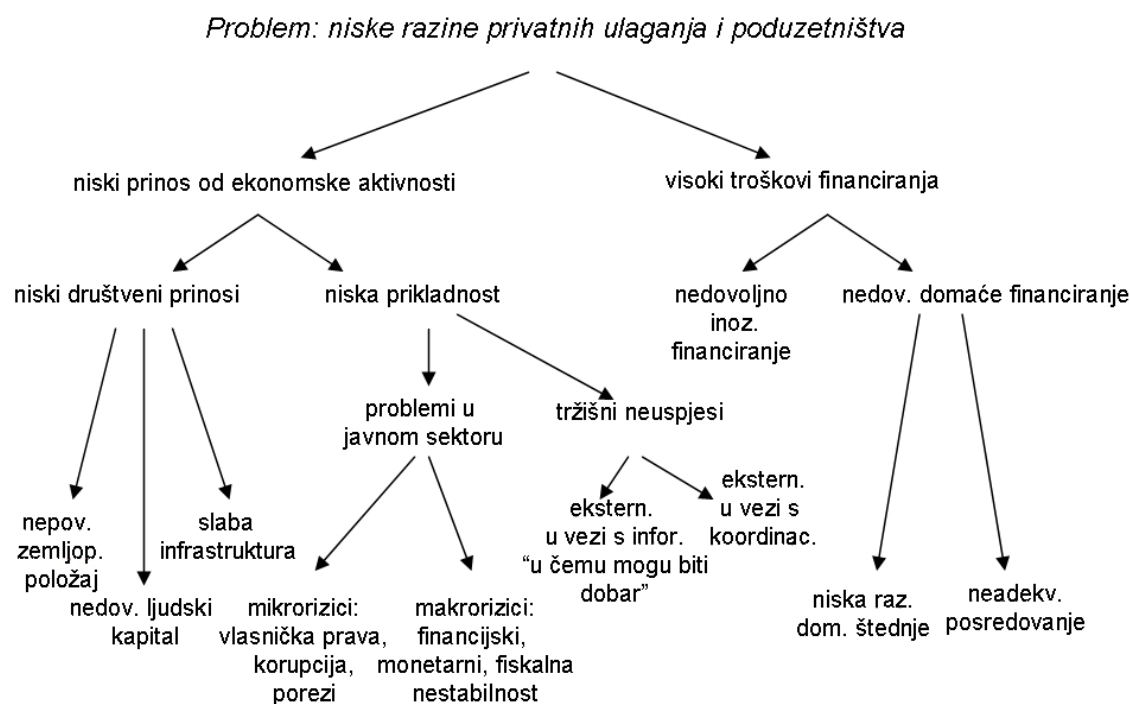 Problem: niske razine privatnih ulaganja i poduzetništva
niski prinos od ekonomske aktivnosti
visoki troškovi financiranja
niski društveni prinosi
niska prikladnost
nedovoljno
inoz.
financiranje
nedov. domaće financiranje
problemi u
javnom sektoru
tržišni neuspjesi
nepov.
zemljop.
položaj
nedov. ljudski
kapital
slaba
infrastruktura
mikrorizici:
vlasnička prava,
korupcija,
porezi
makrorizici:
financijski,
monetarni, fiskalna
nestabilnost
ekstern.
u vezi s infor.
“u čemu mogu biti
dobar”
ekstern.
u vezi s
koordinac.
niska raz.
dom. štednje
neadekv.
posredovanje